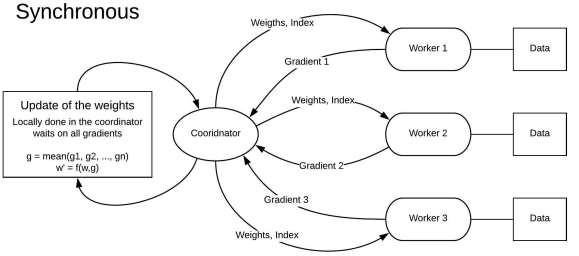 Synchronous
Weigths, Index
Worker 1
Data
Gradient 1
Update of the weights
Locally done in the coordinator
waits on all gradients
g = mean(g1, g2, ..., gn)
w' = f(w,g)
Cooridnator
Weights, Index
Worker 2
Data
Gradient 2
Gradient 3
Worker 3
Data
Weights, Index